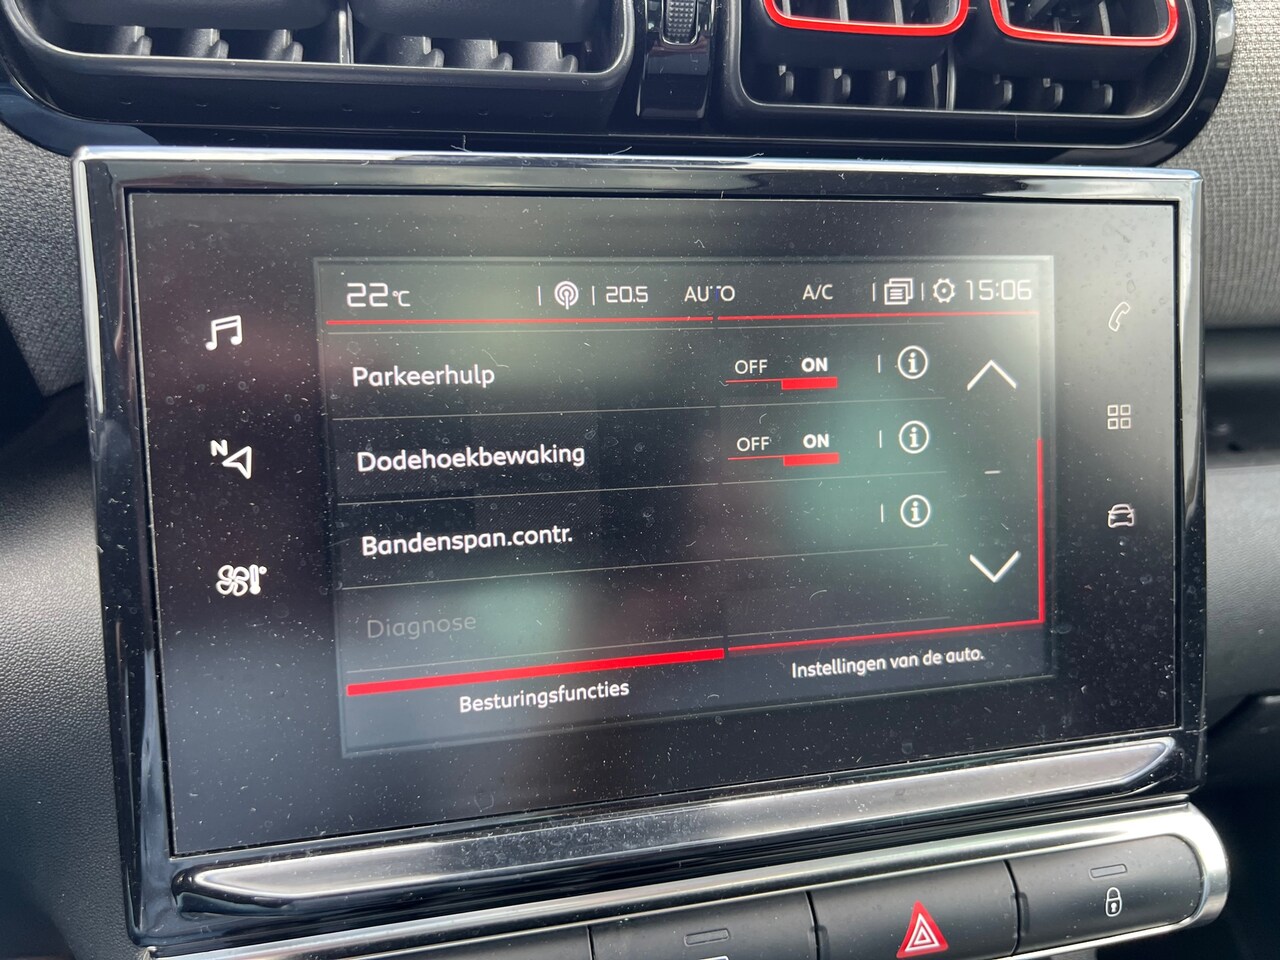 22°C 20.5 AUTO A/C 15:06
Parkeerhulp OFF ON
Dodehoekbewaking OFF ON
Bandenspan.contr.
Diagnose
Besturingsfuncties Instellingen van de auto.
N